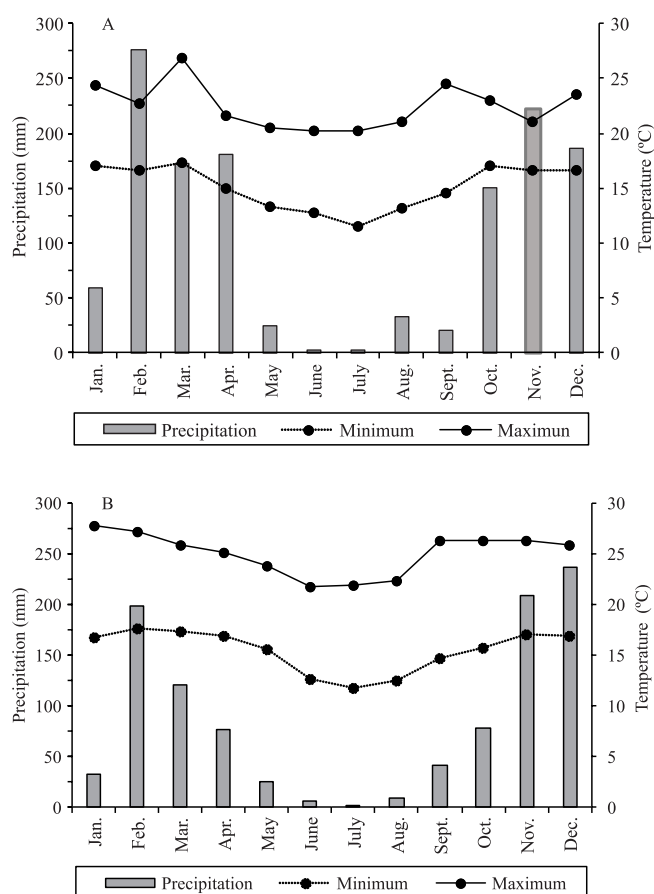 A
300
250
200
150
100
50
0
Precipitation (mm)
30
25
20
15
10
5
0
Temperature (ºC)
Jan.
Feb.
Mar.
Apr.
May
June
July
Aug.
Sept.
Oct.
Nov.
Dec.
Precipitation Minimum Maximun
B
300
250
200
150
100
50
0
Precipitation (mm)
30
25
20
15
10
5
0
Temperature (ºC)
Jan.
Feb.
Mar.
Apr.
May
June
July
Aug.
Sept.
Oct.
Nov.
Dec.
Precipitation Minimum Maximum